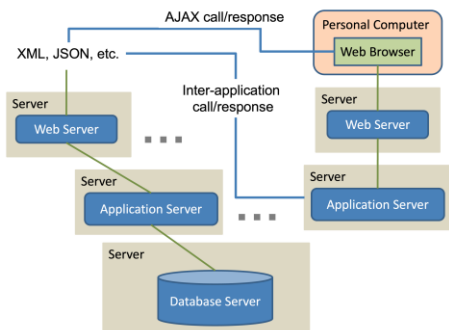 AJAX call/response
Personal Computer
Web Browser
XML, JSON, etc.
Inter-application
call/response
Server
Web Server
Server
Web Server
Server
Application Server
Server
Application Server
Server
Database Server